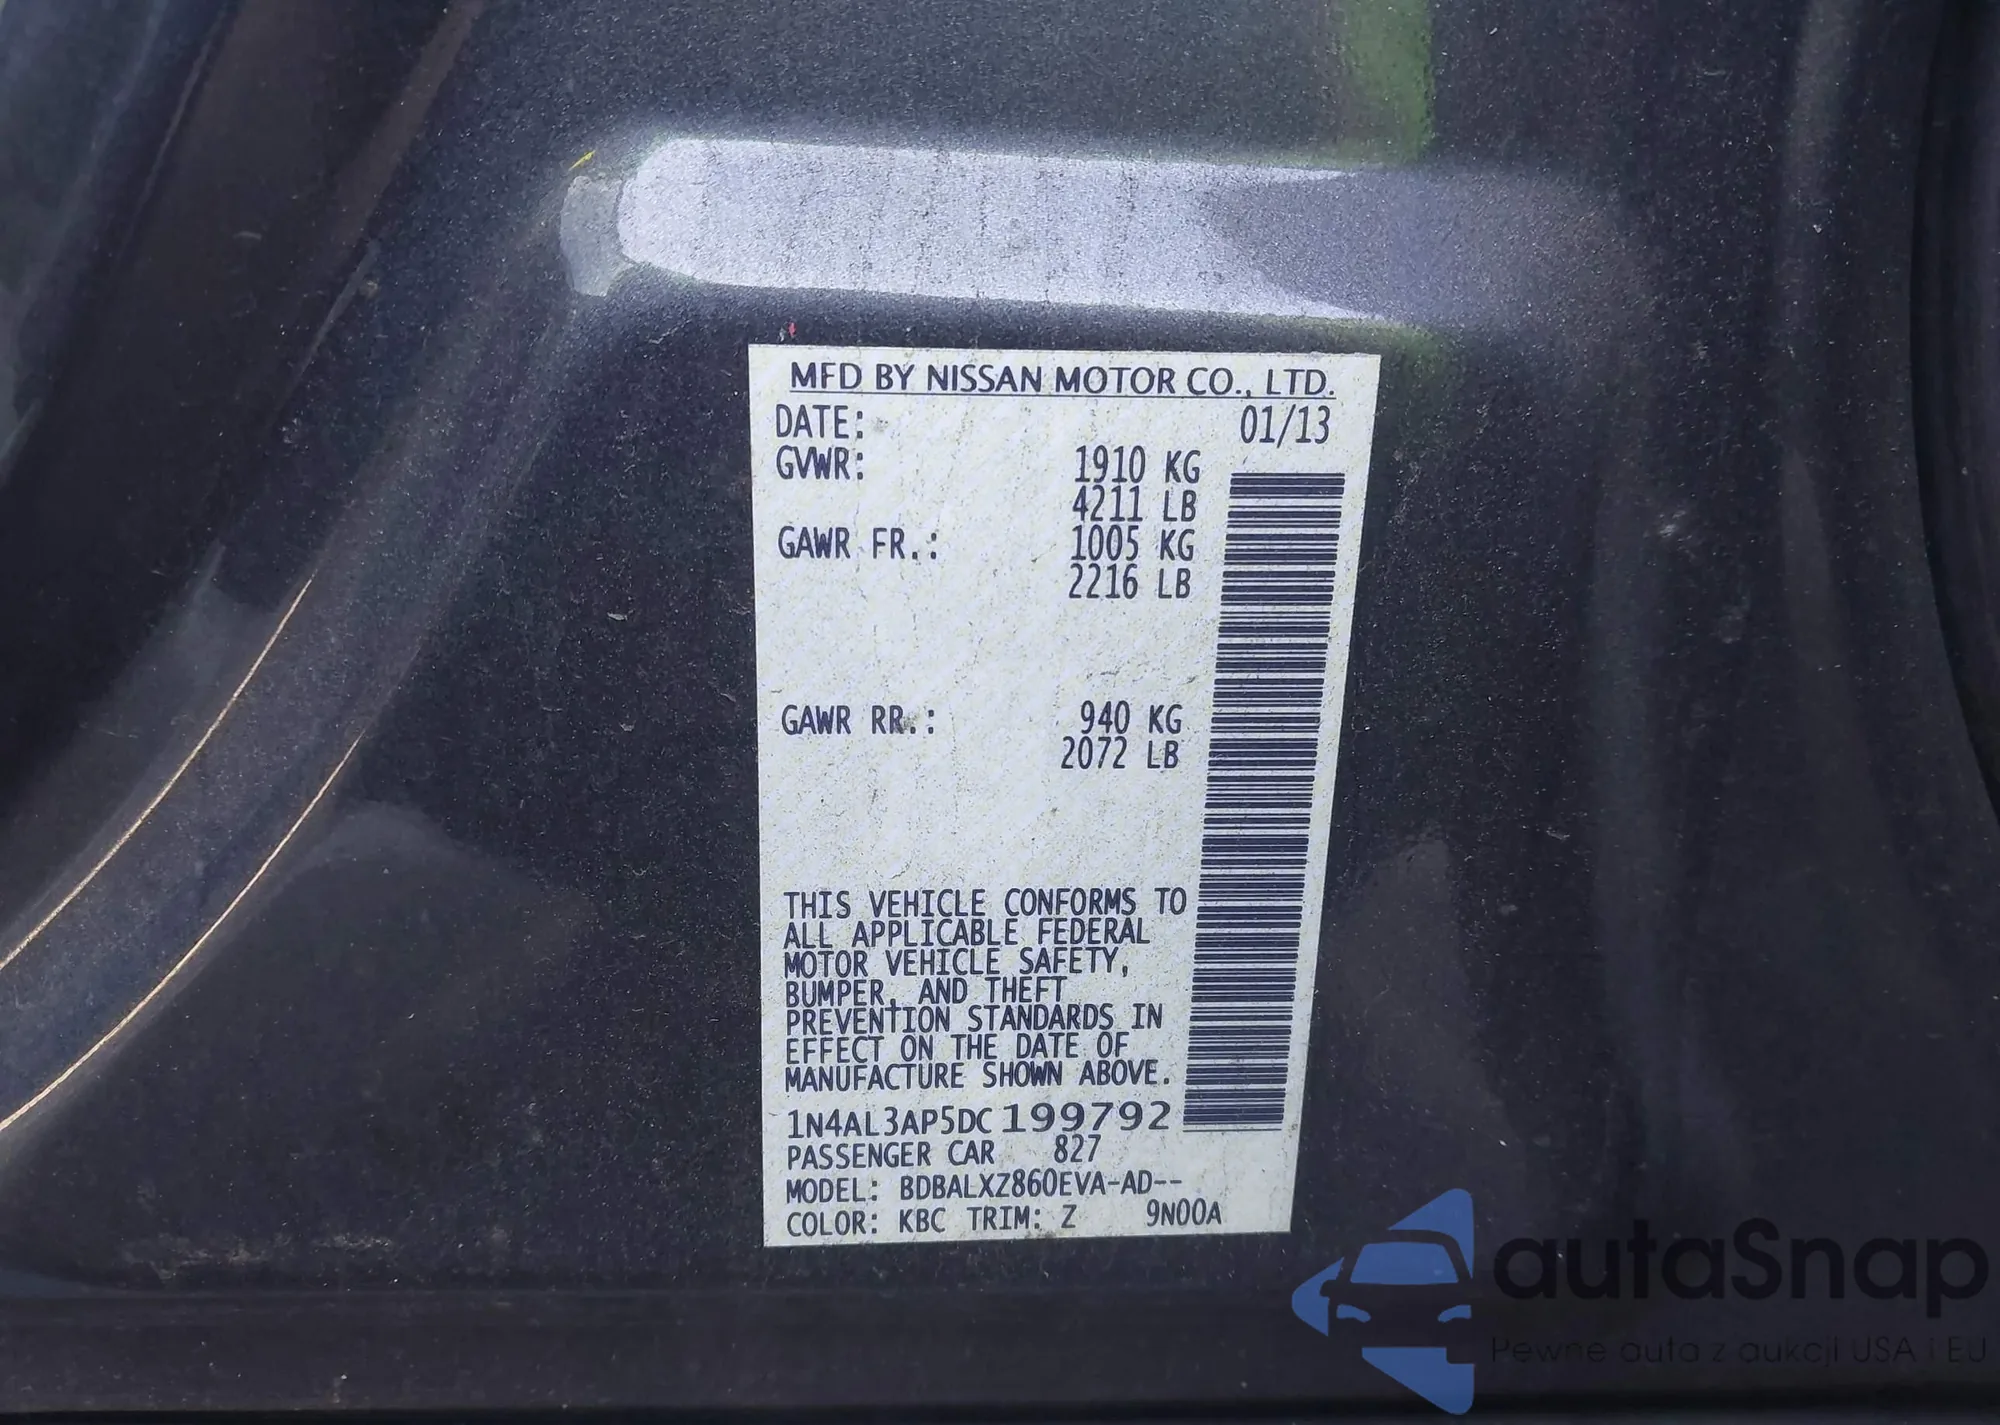 MFD BY NISSAN MOTOR CO., LTD.
DATE: 01/13
GVWR: 1910 KG
4211 LB
GAWR FR.: 1005 KG
2216 LB
GAWR RR.: 940 KG
2072 LB
THIS VEHICLE CONFORMS TO
ALL APPLICABLE FEDERAL
MOTOR VEHICLE SAFETY,
BUMPER, AND THEFT
PREVENTION STANDARDS IN
EFFECT ON THE DATE OF
MANUFACTURE SHOWN ABOVE.
1N4AL3AP5DC199792
PASSENGER CAR 827
MODEL: BDBALXZ860EVA-AD--
COLOR: KBC TRIM: Z 9N00A
autaSnap
Pewne auta z aukcji USA i EU